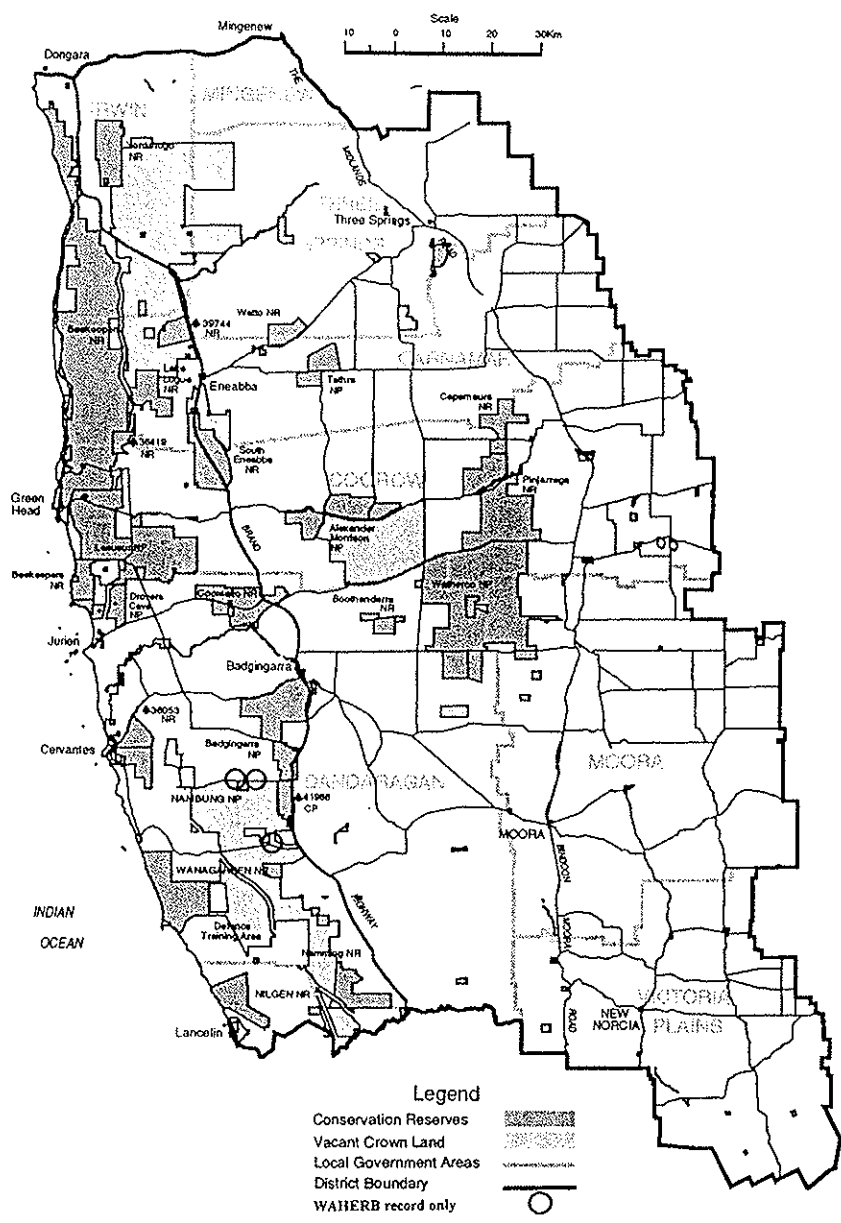 Scale
10 0 10 20 30Km
Mingenew
Dongara
THE
MIDLANDS
ROAD
IRWIN
MINGENEW
Yardanogo
NR
THREE
SPRINGS
Three Springs
39744
NR
Watto NR
Beekeepers
NR
Lake
Logue
NR
Eneabba
Tathra
NP
CARNAMAH
Capamauro
NR
36419
NR
South
Eneabba
NR
COOROW
Pinjarrega
NR
Green
Head
Alexander
Morrison
NP
BRAND
Lesueur NP
Beekeepers
NR
Drovers
Cave
NP
Coomallo NR
Boothendarra
NR
Watheroo NP
Jurien
Badgingarra
36053
NR
Cervantes
Badgingarra
NP
NAMBUNG NP
DANDARAGAN
41986
CP
MOORA
MOORA
WANAGARREN NR
BINDOON
MOORA
ROAD
HIGHWAY
INDIAN
OCEAN
Defence
Training Area
Namming NR
NILGEN NR
Lancelin
VICTORIA
PLAINS
NEW
NORCIA
Legend
Conservation Reserves
Vacant Crown Land
Local Government Areas
District Boundary
WAHERB record only